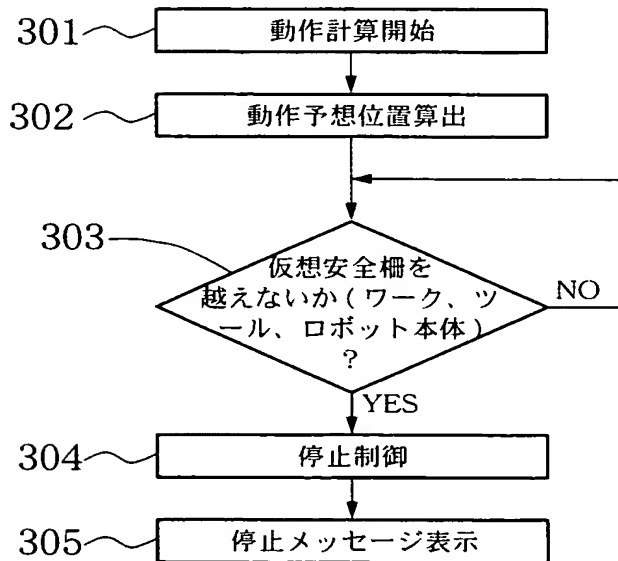 301
動作計算開始
302
動作予想位置算出
303
仮想安全柵を
越えないか(ワーク、ツ
ール、ロボット本体)
?
NO
YES
304
停止制御
305
停止メッセージ表示